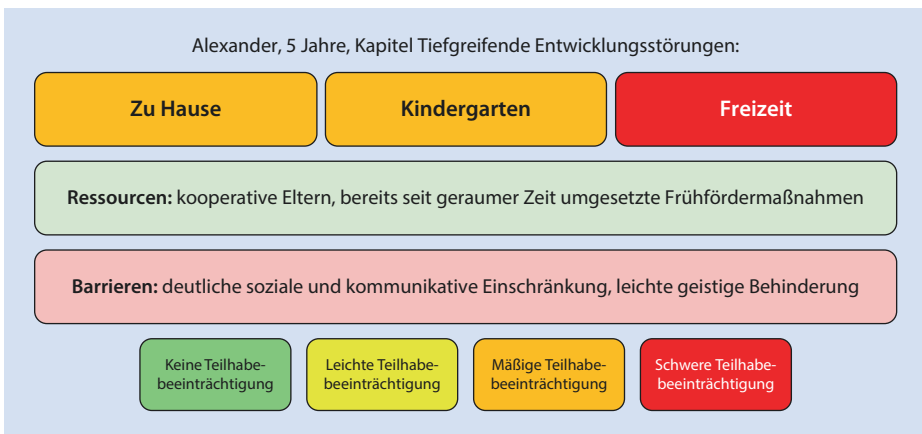 Alexander, 5 Jahre, Kapitel Tiefgreifende Entwicklungsstörungen:
Zu Hause
Kindergarten
Freizeit
Ressourcen: kooperative Eltern, bereits seit geraumer Zeit umgesetzte Frühfördermaßnahmen
Barrieren: deutliche soziale und kommunikative Einschränkung, leichte geistige Behinderung
Keine Teilhabe-
beeinträchtigung
Leichte Teilhabe-
beeinträchtigung
Mäßige Teilhabe-
beeinträchtigung
Schwere Teilhabe-
beeinträchtigung